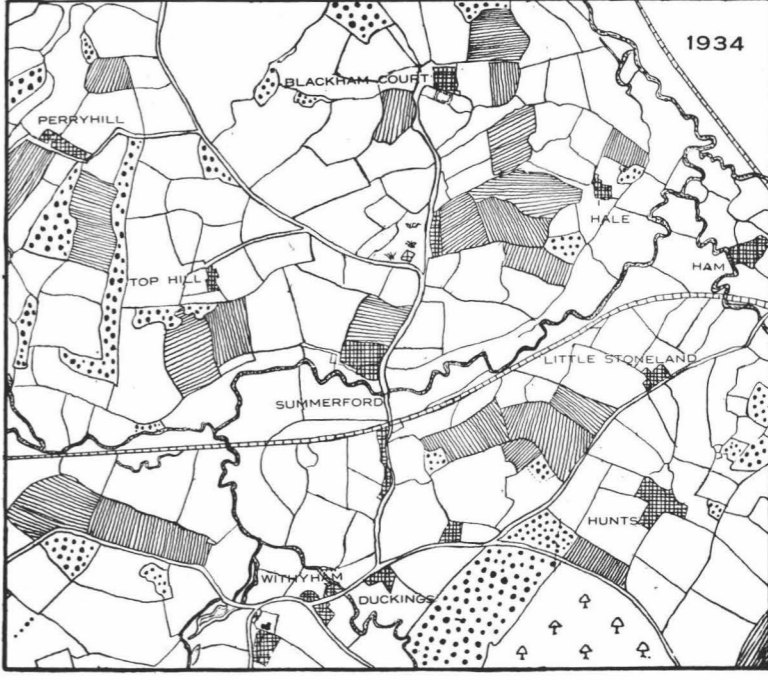 1934
BLACKHAM COURT
PERRYHILL
HALE
HAM
TOP HILL
LITTLE STONELAND
SUMMERFORD
HUNTS
WITHYHAM
DUCKINGS